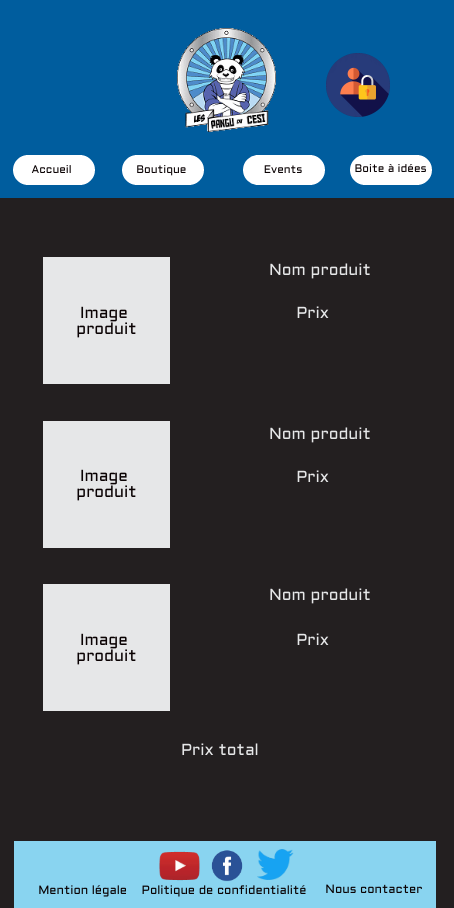 LES PANGU DU CESI
Accueil
Boutique
Events
Boite à idées
Image
produit
Nom produit
Prix
Image
produit
Nom produit
Prix
Image
produit
Nom produit
Prix
Prix total
Mention légale
Politique de confidentialité
Nous contacter